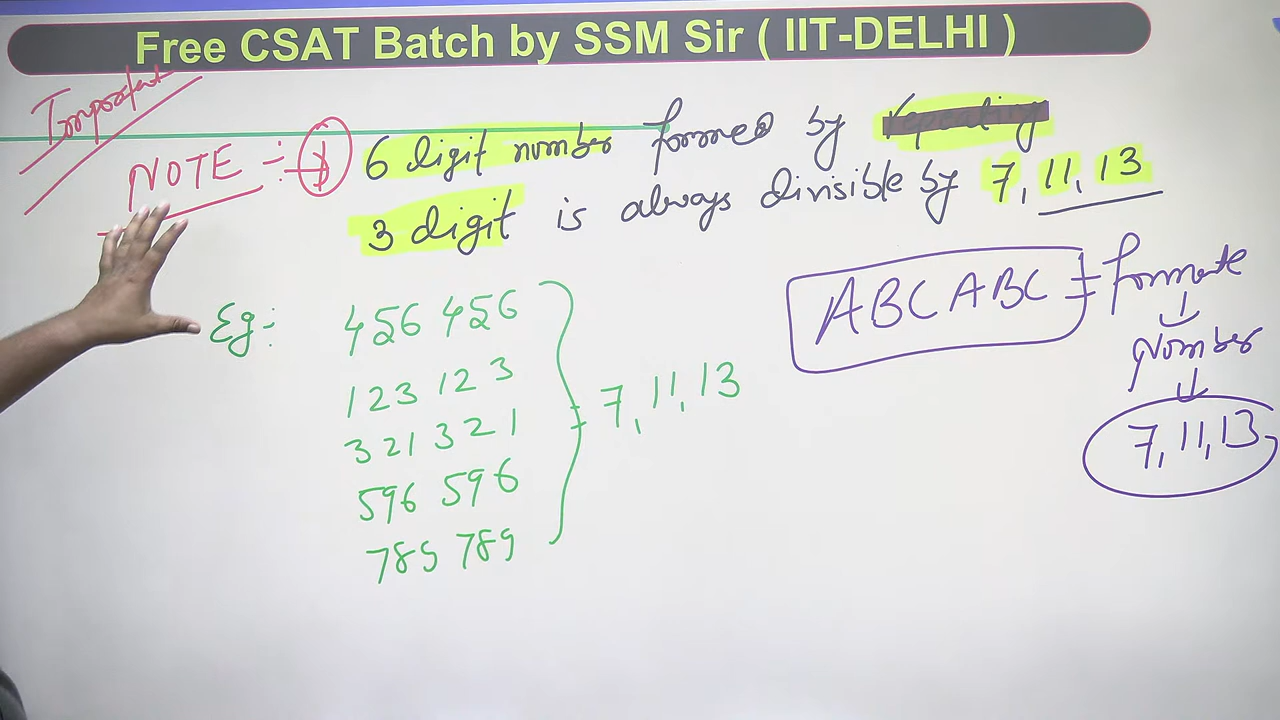 Free CSAT Batch by SSM Sir ( IIT-DELHI )
Important
NOTE :- 1 6 digit number formed by repeating
3 digit is always divisible by 7, 11, 13
ABCABC formate
Number
7, 11, 13
Eg:-
456 456
123 123
321 321
596 596
789 789
7, 11, 13